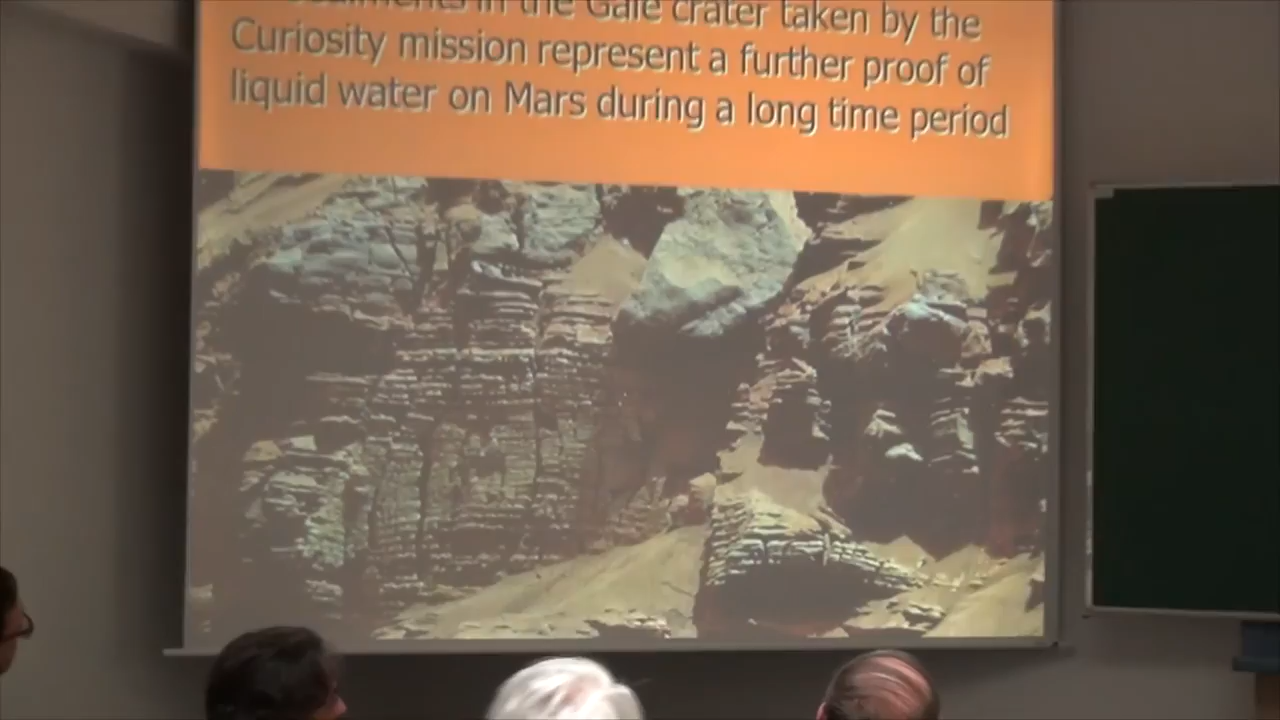 in the Gale crater taken by the
Curiosity mission represent a further proof of
liquid water on Mars during a long time period